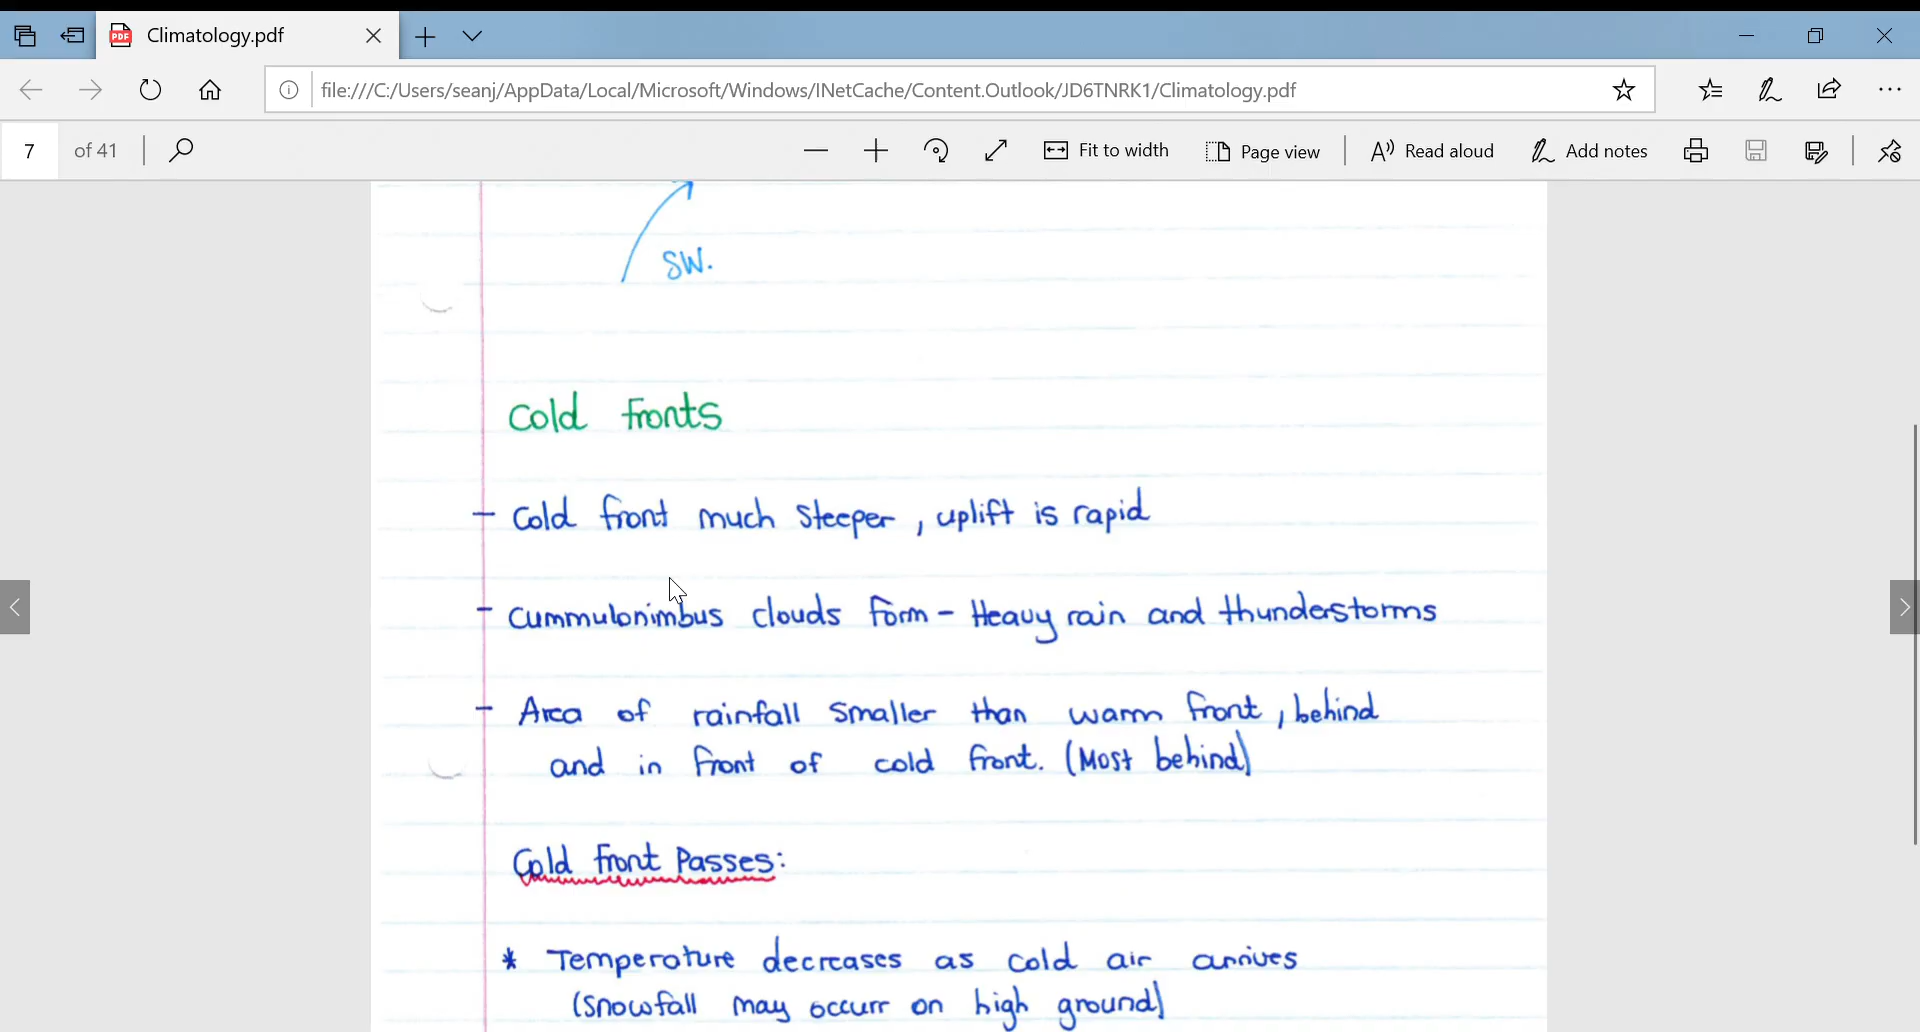 Climatology.pdf
file:///C:/Users/seanj/AppData/Local/Microsoft/Windows/INetCache/Content.Outlook/JD6TNRK1/Climatology.pdf
7 of 41 Fit to width Page view Read aloud Add notes
SW.
Cold Fronts
- Cold front much steeper, uplift is rapid
- Cummulonimbus clouds form - Heavy rain and thunderstorms
- Area of rainfall smaller than warm front, behind
and in front of cold front. (Most behind)
Cold Front Passes:
* Temperature decreases as cold air arrives
(Snowfall may occurr on high ground)